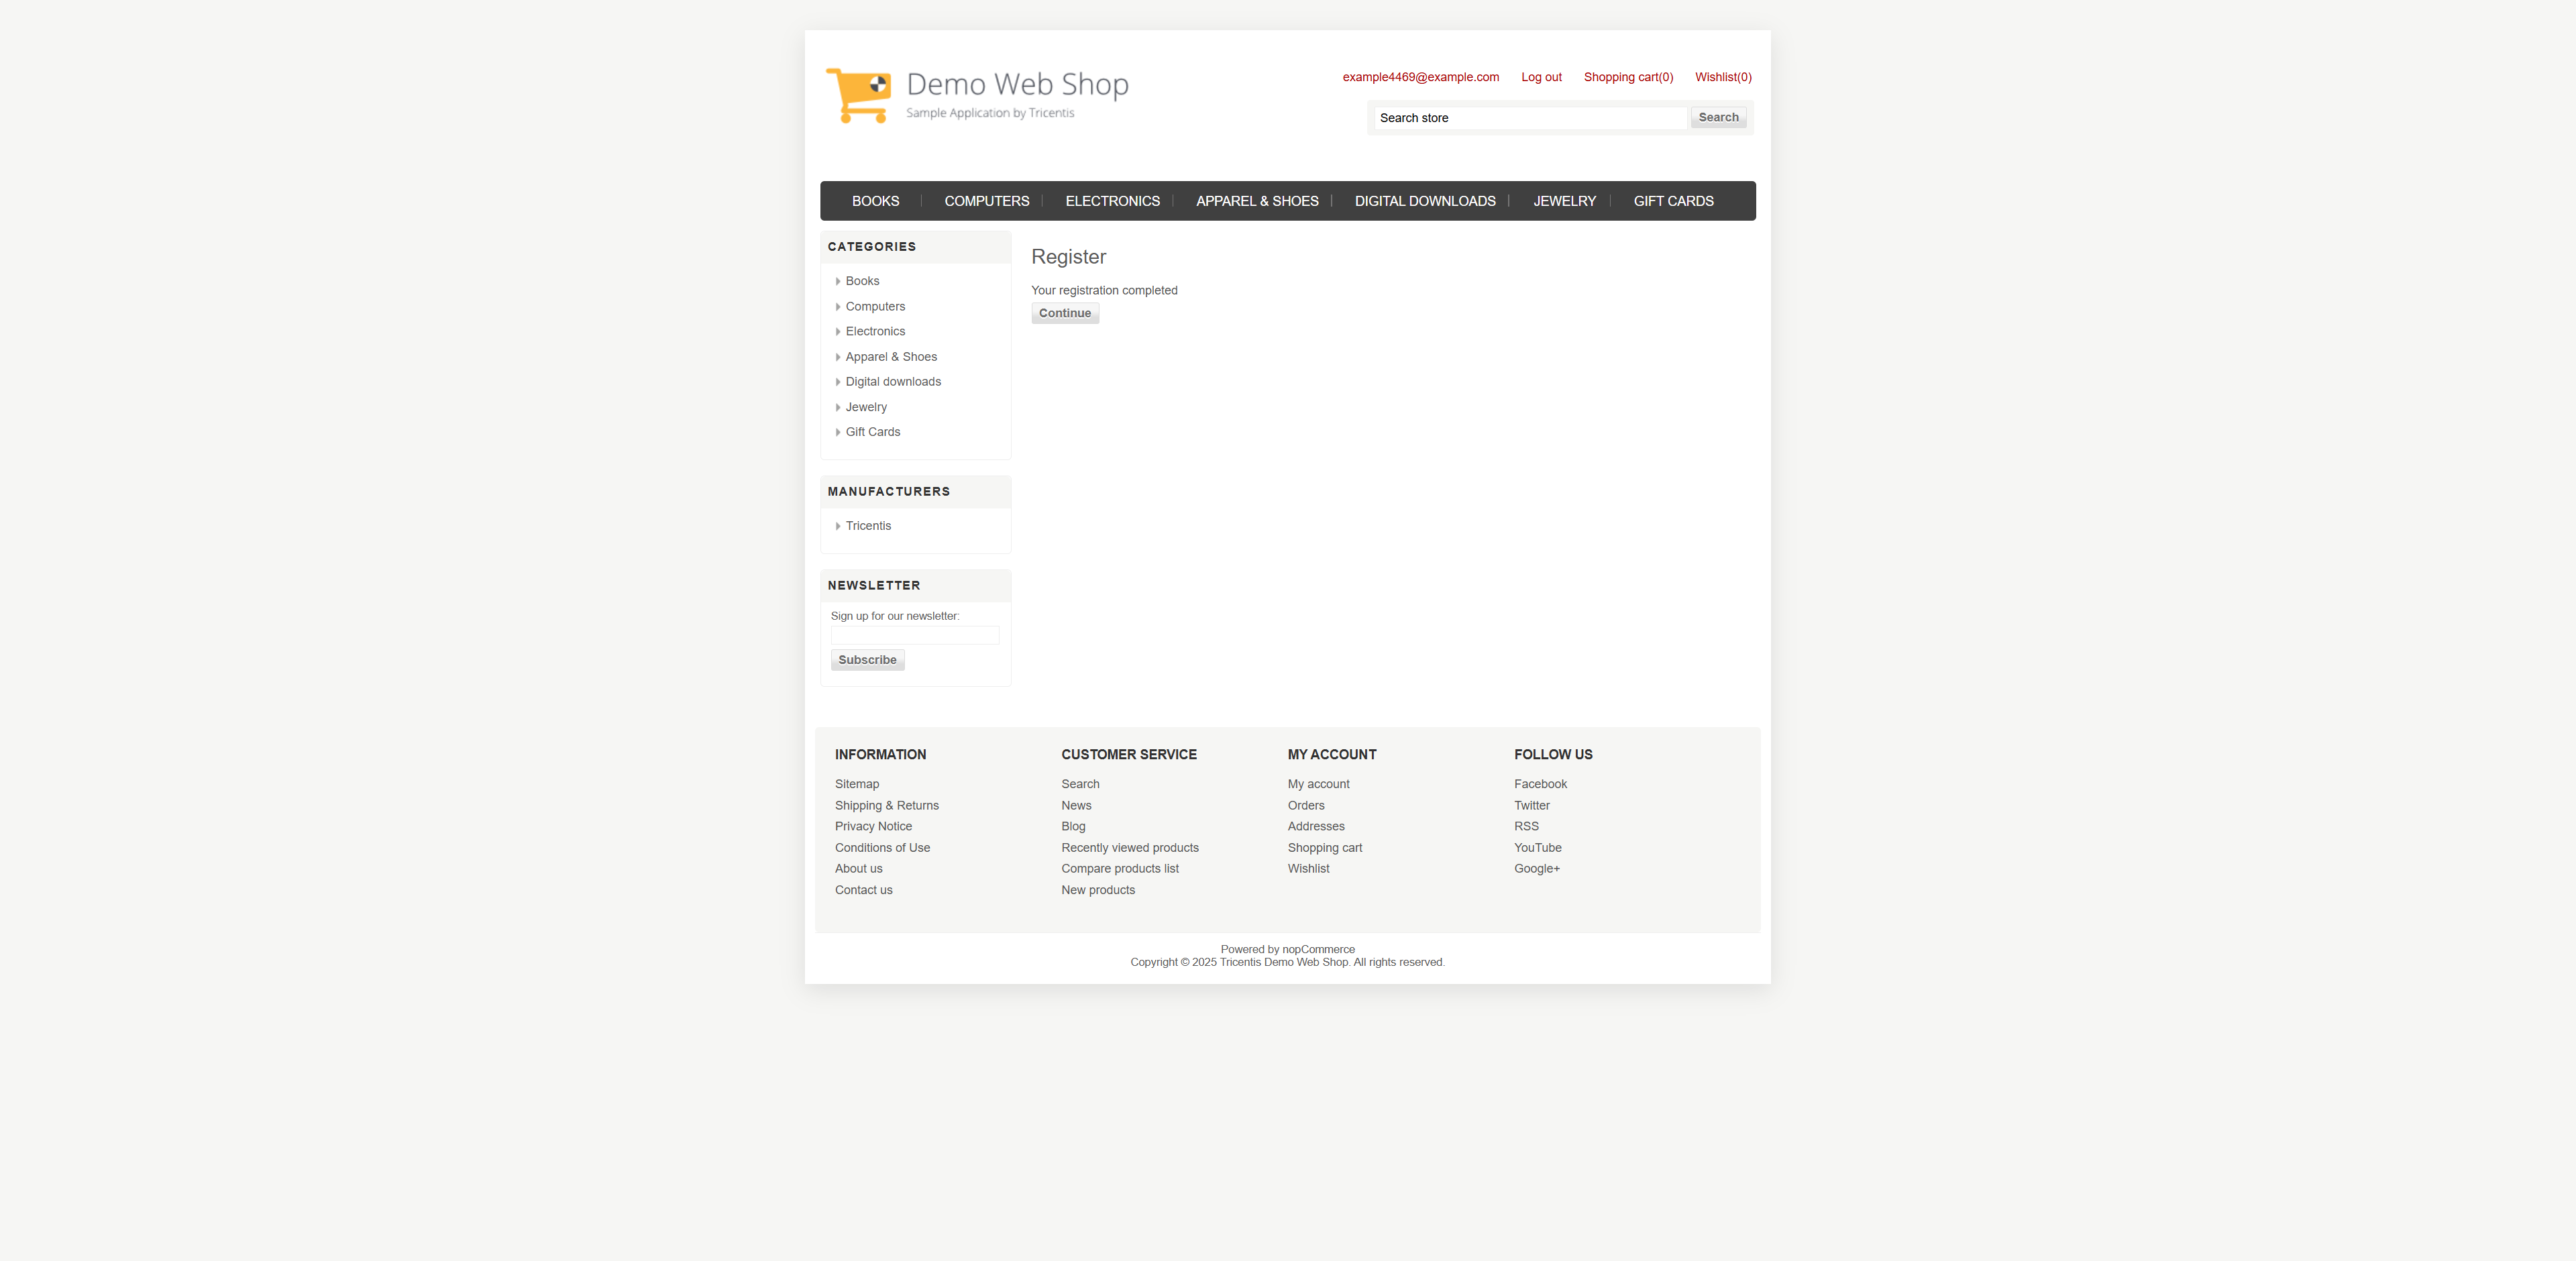 Demo Web Shop
Sample Application by Tricentis
example4469@example.com Log out Shopping cart(0) Wishlist(0)
Search store Search
BOOKS COMPUTERS ELECTRONICS APPAREL & SHOES DIGITAL DOWNLOADS JEWELRY GIFT CARDS
CATEGORIES
Books
Computers
Electronics
Apparel & Shoes
Digital downloads
Jewelry
Gift Cards
MANUFACTURERS
Tricentis
NEWSLETTER
Sign up for our newsletter:
Subscribe
Register
Your registration completed
Continue
INFORMATION
Sitemap
Shipping & Returns
Privacy Notice
Conditions of Use
About us
Contact us
CUSTOMER SERVICE
Search
News
Blog
Recently viewed products
Compare products list
New products
MY ACCOUNT
My account
Orders
Addresses
Shopping cart
Wishlist
FOLLOW US
Facebook
Twitter
RSS
YouTube
Google+
Powered by nopCommerce
Copyright © 2025 Tricentis Demo Web Shop. All rights reserved.